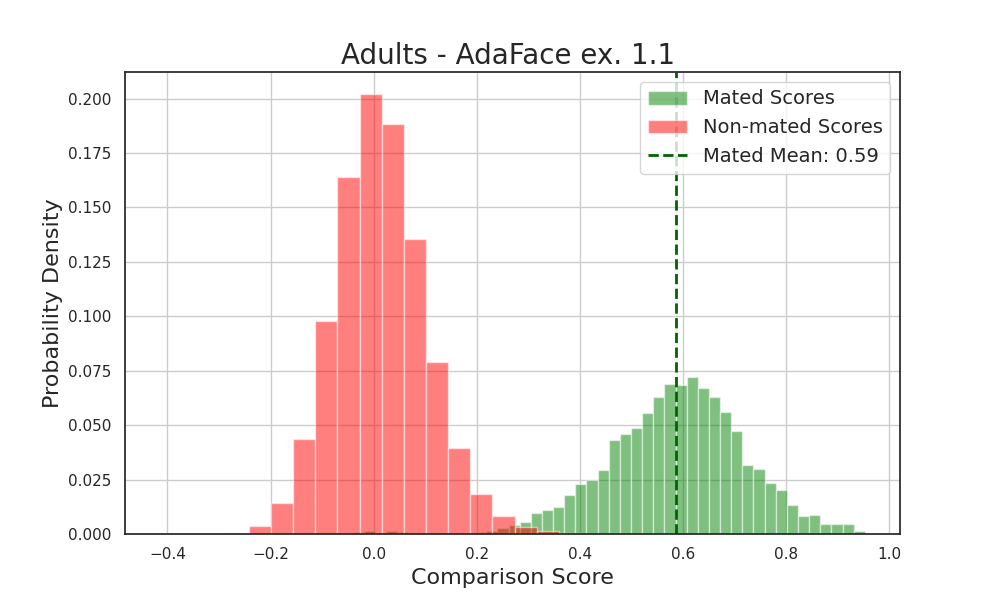 Adults - AdaFace ex. 1.1
Mated Scores
Non-mated Scores
Mated Mean: 0.59
Probability Density
0.200
0.175
0.150
0.125
0.100
0.075
0.050
0.025
0.000
−0.4 −0.2 0.0 0.2 0.4 0.6 0.8 1.0
Comparison Score